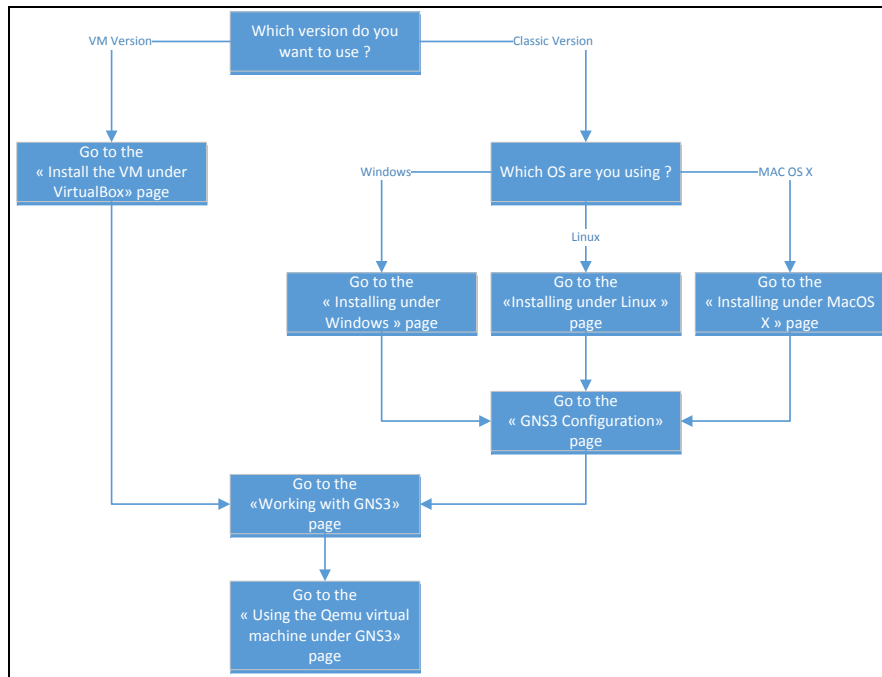 Which version do you
want to use ?
VM Version
Classic Version
Go to the
« Install the VM under
VirtualBox» page
Which OS are you using ?
Windows
MAC OS X
Linux
Go to the
« Installing under
Windows » page
Go to the
«Installing under Linux »
page
Go to the
« Installing under MacOS
X » page
Go to the
« GNS3 Configuration»
page
Go to the
«Working with GNS3»
page
Go to the
« Using the Qemu virtual
machine under GNS3»
page